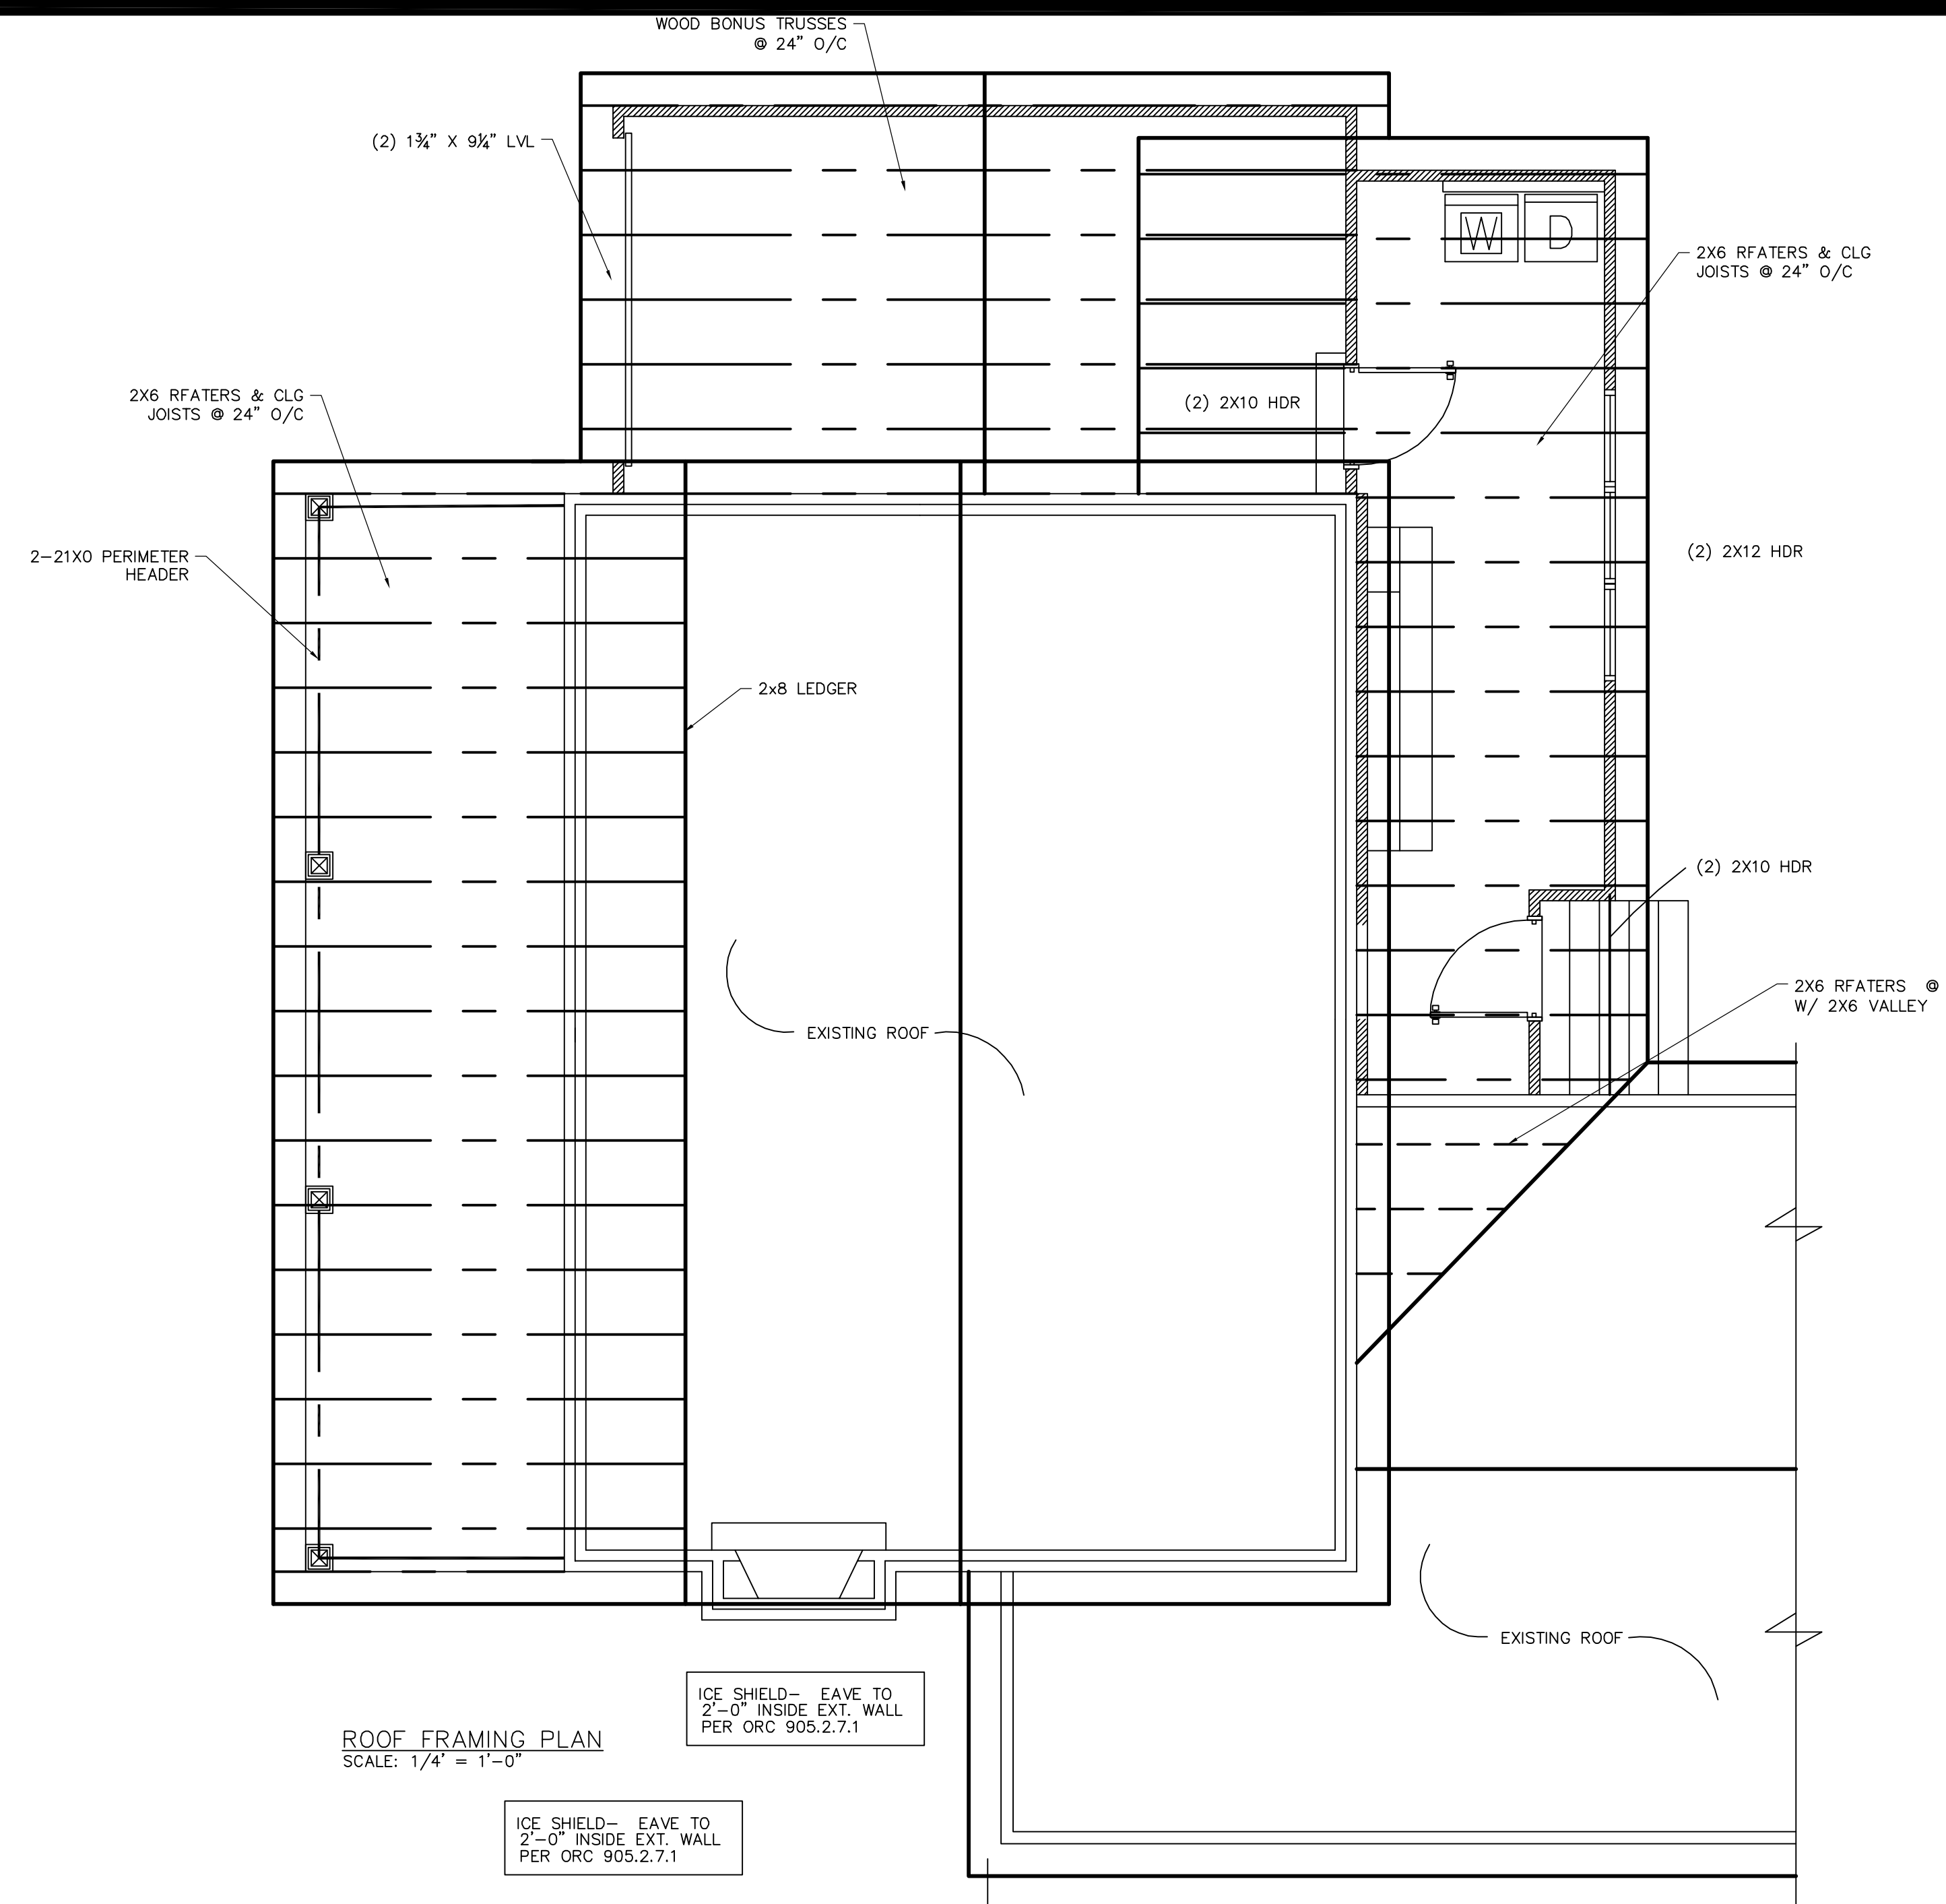 WOOD BONUS TRUSSES
@ 24" O/C
(2) 1¾" X 9¼" LVL
W
D
2X6 RFATERS & CLG
JOISTS @ 24" O/C
2X6 RFATERS & CLG
JOISTS @ 24" O/C
(2) 2X10 HDR
2-21X0 PERIMETER
HEADER
(2) 2X12 HDR
2x8 LEDGER
(2) 2X10 HDR
2X6 RFATERS @
W/ 2X6 VALLEY
EXISTING ROOF
EXISTING ROOF
ICE SHIELD- EAVE TO
2'-0" INSIDE EXT. WALL
PER ORC 905.2.7.1
ROOF FRAMING PLAN
SCALE: 1/4' = 1'-0"
ICE SHIELD- EAVE TO
2'-0" INSIDE EXT. WALL
PER ORC 905.2.7.1